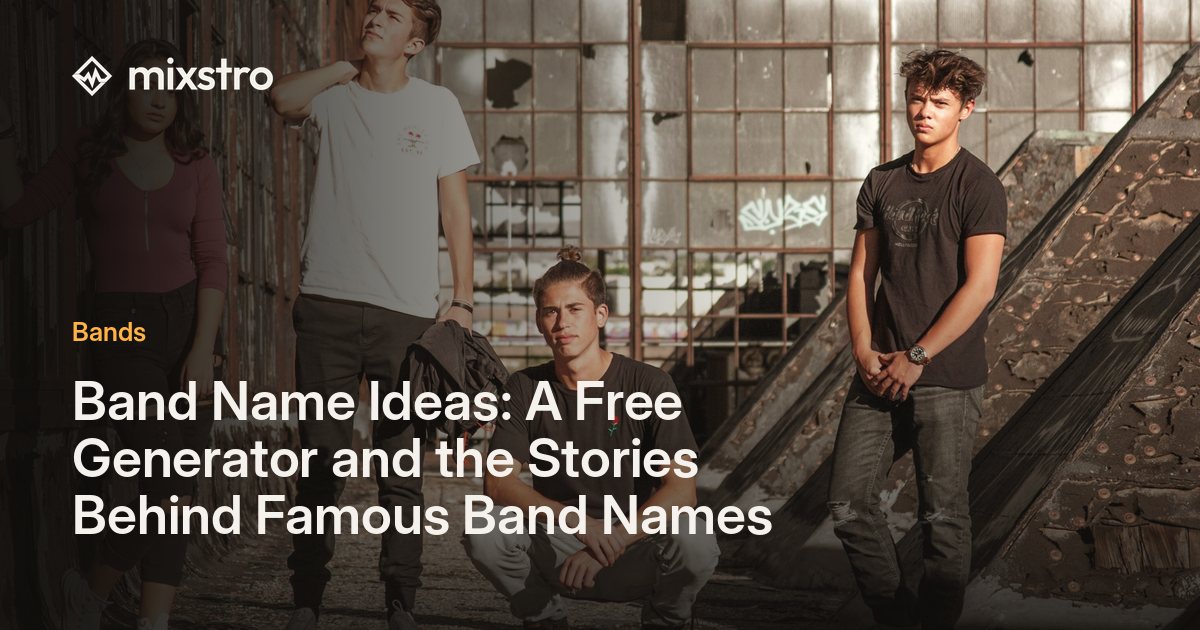 mixstro
Bands
Band Name Ideas: A Free
Generator and the Stories
Behind Famous Band Names